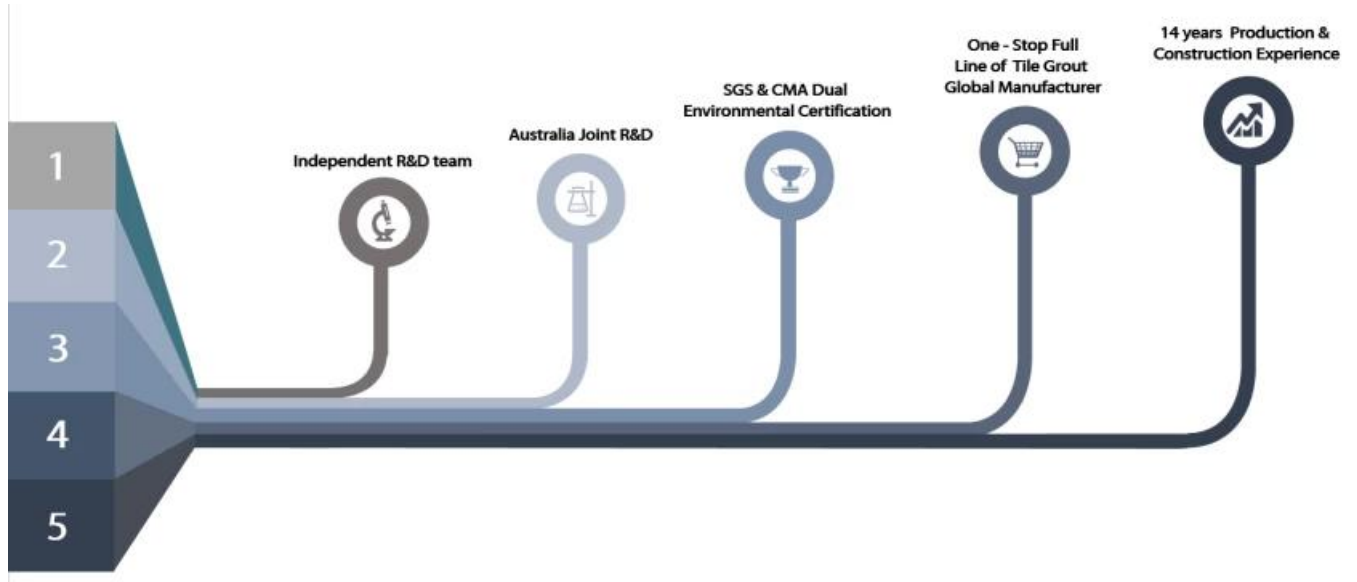 1
2
3
4
5
Independent R&D team
Australia Joint R&D
SGS & CMA Dual
Environmental Certification
One - Stop Full
Line of Tile Grout
Global Manufacturer
14 years Production &
Construction Experience